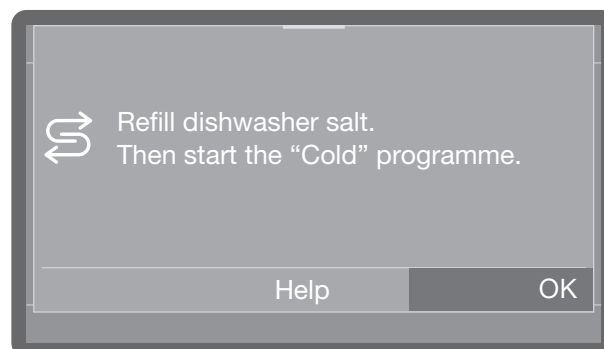 Refill dishwasher salt.
Then start the “Cold” programme.
Help
OK